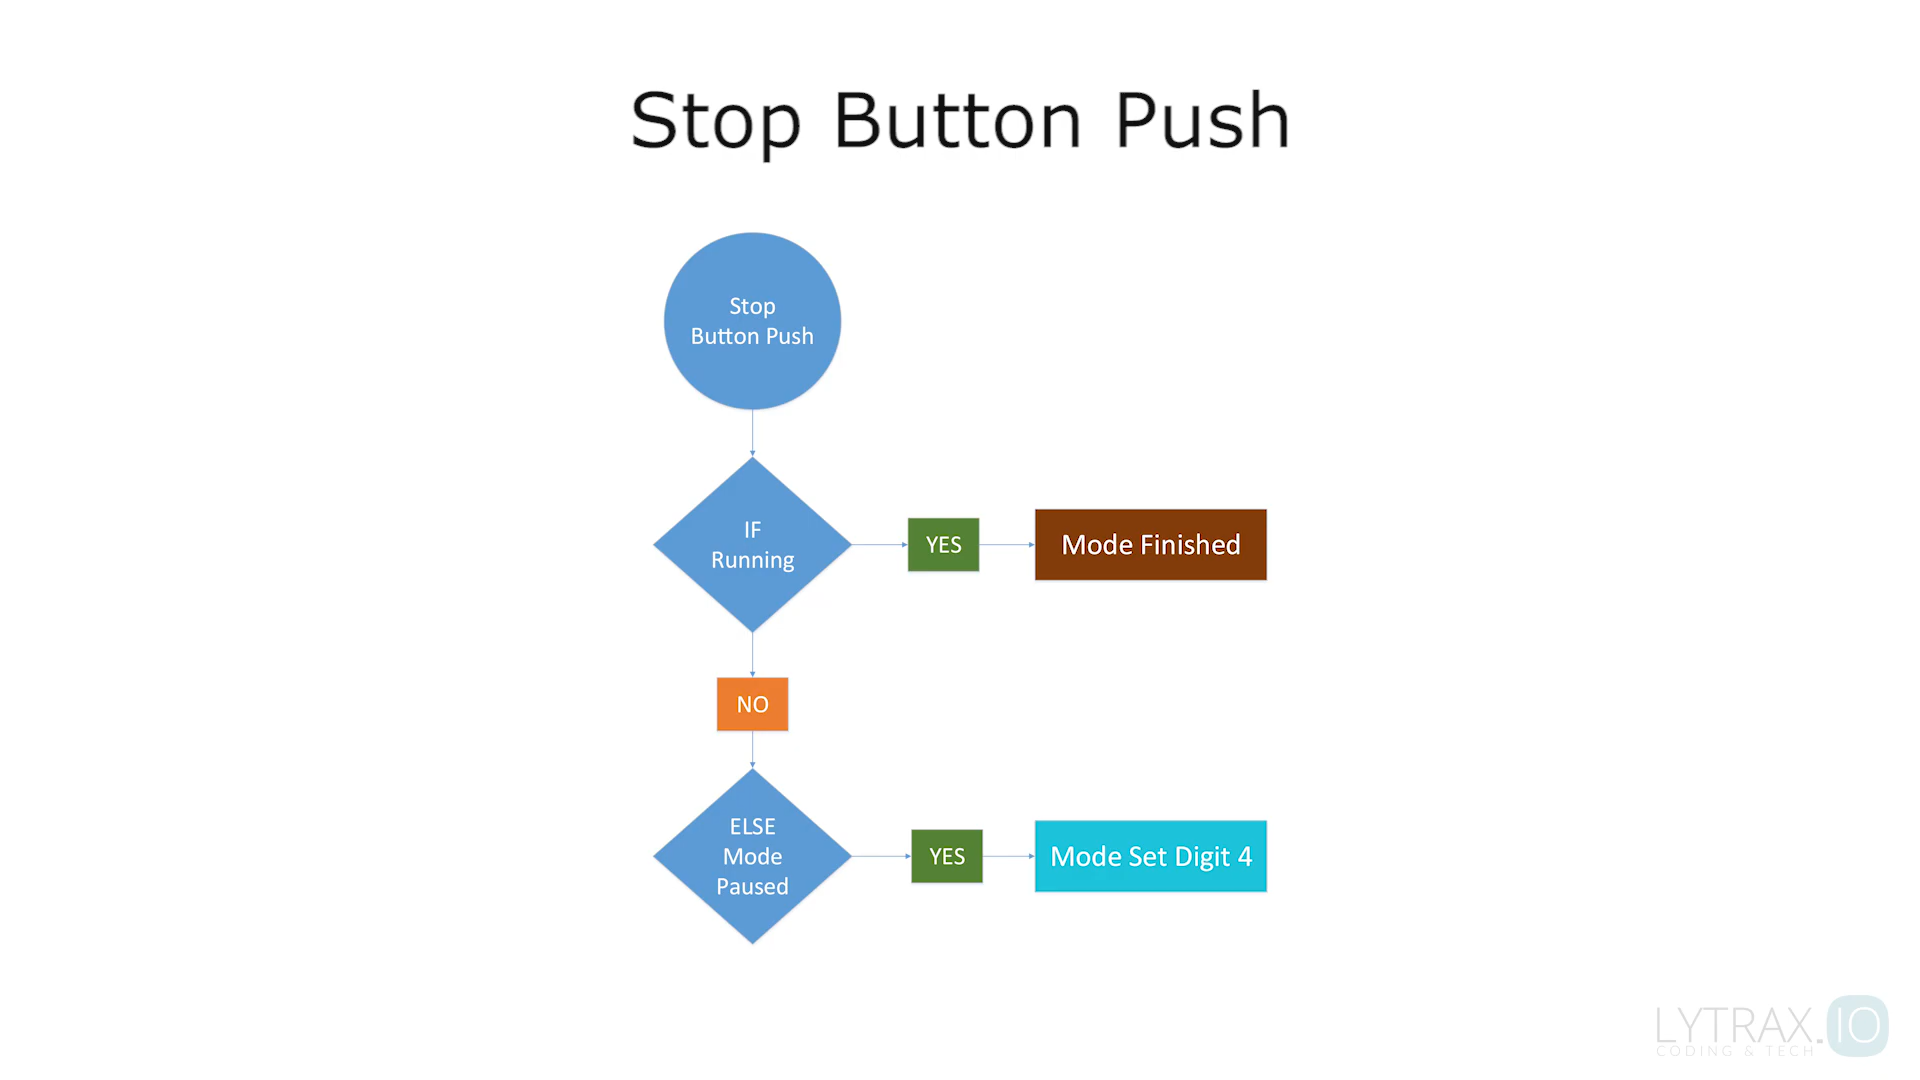 Stop Button Push
Stop
Button Push
IF
Running
YES
Mode Finished
NO
ELSE
Mode
Paused
YES
Mode Set Digit 4
LYTRAX.IO
CODING & TECH